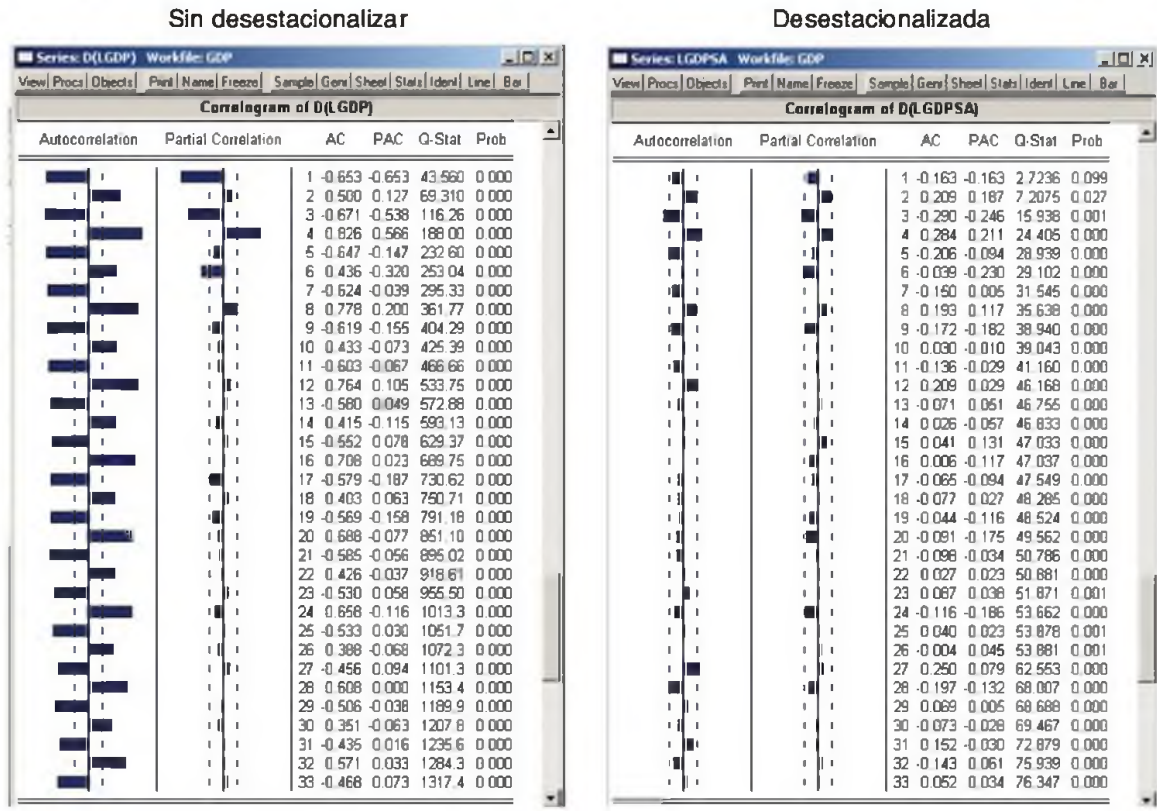 Sin desestacionalizar
Series: D(LGDP) Workfile: GDP
View Procs Objects Print Name Freeze Sample Genr Sheet Stats Ident Line Bar
Correlogram of D(LGDP)
Autocorrelation Partial Correlation AC PAC Q-Stat Prob
1 -0.653 -0.653 43.560 0.000
2 0.500 0.127 69.310 0.000
3 -0.671 -0.538 116.26 0.000
4 0.826 0.566 188.00 0.000
5 -0.647 -0.147 232.60 0.000
6 0.436 -0.320 253.04 0.000
7 -0.624 -0.039 295.33 0.000
8 0.778 0.200 361.77 0.000
9 -0.619 -0.155 404.29 0.000
10 0.433 -0.073 425.39 0.000
11 -0.603 -0.067 466.66 0.000
12 0.764 0.105 533.75 0.000
13 -0.580 0.049 572.88 0.000
14 0.415 -0.115 593.13 0.000
15 -0.552 0.078 629.37 0.000
16 0.708 0.023 689.75 0.000
17 -0.579 -0.187 730.62 0.000
18 0.403 0.063 750.71 0.000
19 -0.569 -0.158 791.18 0.000
20 0.688 -0.077 851.10 0.000
21 -0.585 -0.056 895.02 0.000
22 0.426 -0.037 918.61 0.000
23 -0.530 0.058 955.50 0.000
24 0.658 -0.116 1013.3 0.000
25 -0.533 0.030 1051.7 0.000
26 0.388 -0.068 1072.3 0.000
27 -0.456 0.094 1101.3 0.000
28 0.608 0.000 1153.4 0.000
29 -0.506 -0.038 1189.9 0.000
30 0.351 -0.063 1207.8 0.000
31 -0.435 0.016 1235.6 0.000
32 0.571 0.033 1284.3 0.000
33 -0.468 0.073 1317.4 0.000
Desestacionalizada
Series: LGDPSA Workfile: GDP
View Procs Objects Print Name Freeze Sample Genr Sheet Stats Ident Line Bar
Correlogram of D(LGDPSA)
Autocorrelation Partial Correlation AC PAC Q-Stat Prob
1 -0.163 -0.163 2.7236 0.099
2 0.209 0.187 7.2075 0.027
3 -0.290 -0.246 15.938 0.001
4 0.284 0.211 24.405 0.000
5 -0.206 -0.094 28.939 0.000
6 -0.039 -0.230 29.102 0.000
7 -0.150 0.005 31.545 0.000
8 0.193 0.117 35.638 0.000
9 -0.172 -0.182 38.940 0.000
10 0.030 -0.010 39.043 0.000
11 -0.136 -0.029 41.160 0.000
12 0.209 0.029 46.168 0.000
13 -0.071 0.051 46.755 0.000
14 0.026 -0.057 46.833 0.000
15 0.041 0.131 47.033 0.000
16 0.006 -0.117 47.037 0.000
17 -0.065 -0.094 47.549 0.000
18 -0.077 0.027 48.285 0.000
19 -0.044 -0.116 48.524 0.000
20 -0.091 -0.175 49.562 0.000
21 -0.098 -0.034 50.786 0.000
22 0.027 0.023 50.881 0.000
23 0.087 0.038 51.871 0.001
24 -0.116 -0.186 53.662 0.000
25 0.040 0.023 53.878 0.001
26 -0.004 0.045 53.881 0.001
27 0.250 0.079 62.553 0.000
28 -0.197 -0.132 68.007 0.000
29 0.069 0.005 68.688 0.000
30 -0.073 -0.028 69.467 0.000
31 0.152 -0.030 72.879 0.000
32 -0.143 0.061 75.939 0.000
33 0.052 0.034 76.347 0.000